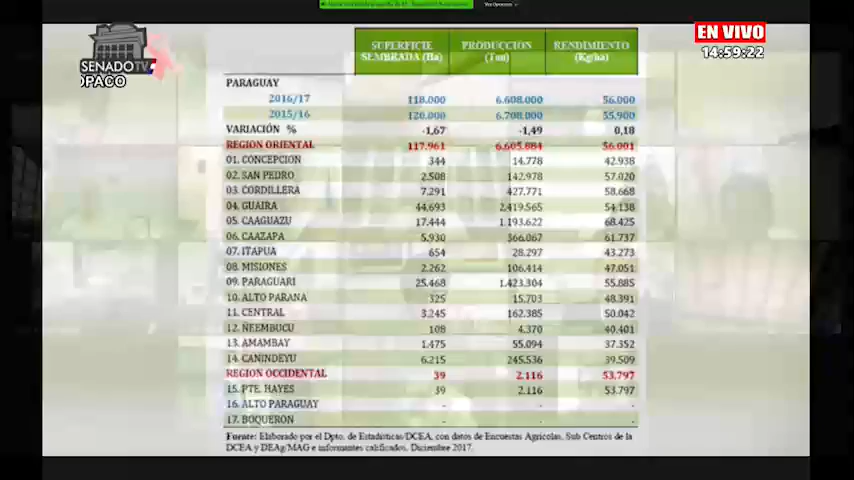 EN VIVO
14:59:22
SENADOTV
OPACO
SUPERFICIE SEMBRADA (Ha) PRODUCCION (Ton) RENDIMIENTO (Kg/ha)
PARAGUAY
2016/17 118.000 6.608.000 56.000
2015/16 120.000 6.708.000 55.900
VARIACIÓN % -1,67 -1,49 0,18
REGION ORIENTAL 117.961 6.605.884 56.001
01. CONCEPCION 344 14.778 42.938
02. SAN PEDRO 2.508 142.978 57.020
03. CORDILLERA 7.291 427.771 58.668
04. GUAIRA 44.693 2.419.565 54.138
05. CAAGUAZU 17.444 1.193.622 68.425
06. CAAZAPA 5.930 366.067 61.737
07. ITAPUA 654 28.297 43.273
08. MISIONES 2.262 106.414 47.051
09. PARAGUARI 25.468 1.423.304 55.885
10. ALTO PARANA 325 15.703 48.391
11. CENTRAL 3.245 162.385 50.042
12. ÑEEMBUCU 108 4.370 40.401
13. AMAMBAY 1.475 55.094 37.352
14. CANINDEYU 6.215 245.536 39.509
REGION OCCIDENTAL 39 2.116 53.797
15. PTE. HAYES 39 2.116 53.797
16. ALTO PARAGUAY - - -
17. BOQUERON - - -
Fuente: Elaborado por el Dpto. de Estadísticas/DCEA, con datos de Encuestas Agrícolas, Sub Centros de la
DCEA y DEAg/MAG e informantes calificados. Diciembre 2017.